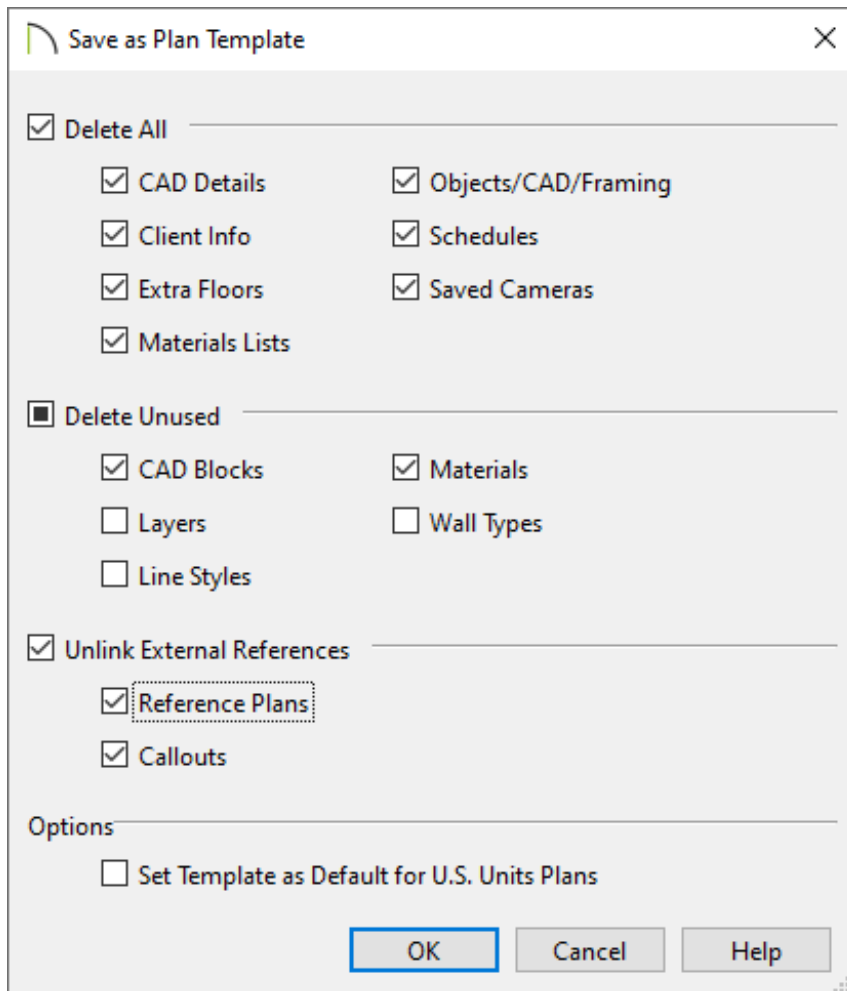 Save as Plan Template
Delete All
CAD Details
Objects/CAD/Framing
Client Info
Schedules
Extra Floors
Saved Cameras
Materials Lists
Delete Unused
CAD Blocks
Materials
Layers
Wall Types
Line Styles
Unlink External References
Reference Plans
Callouts
Options
Set Template as Default for U.S. Units Plans
OK
Cancel
Help